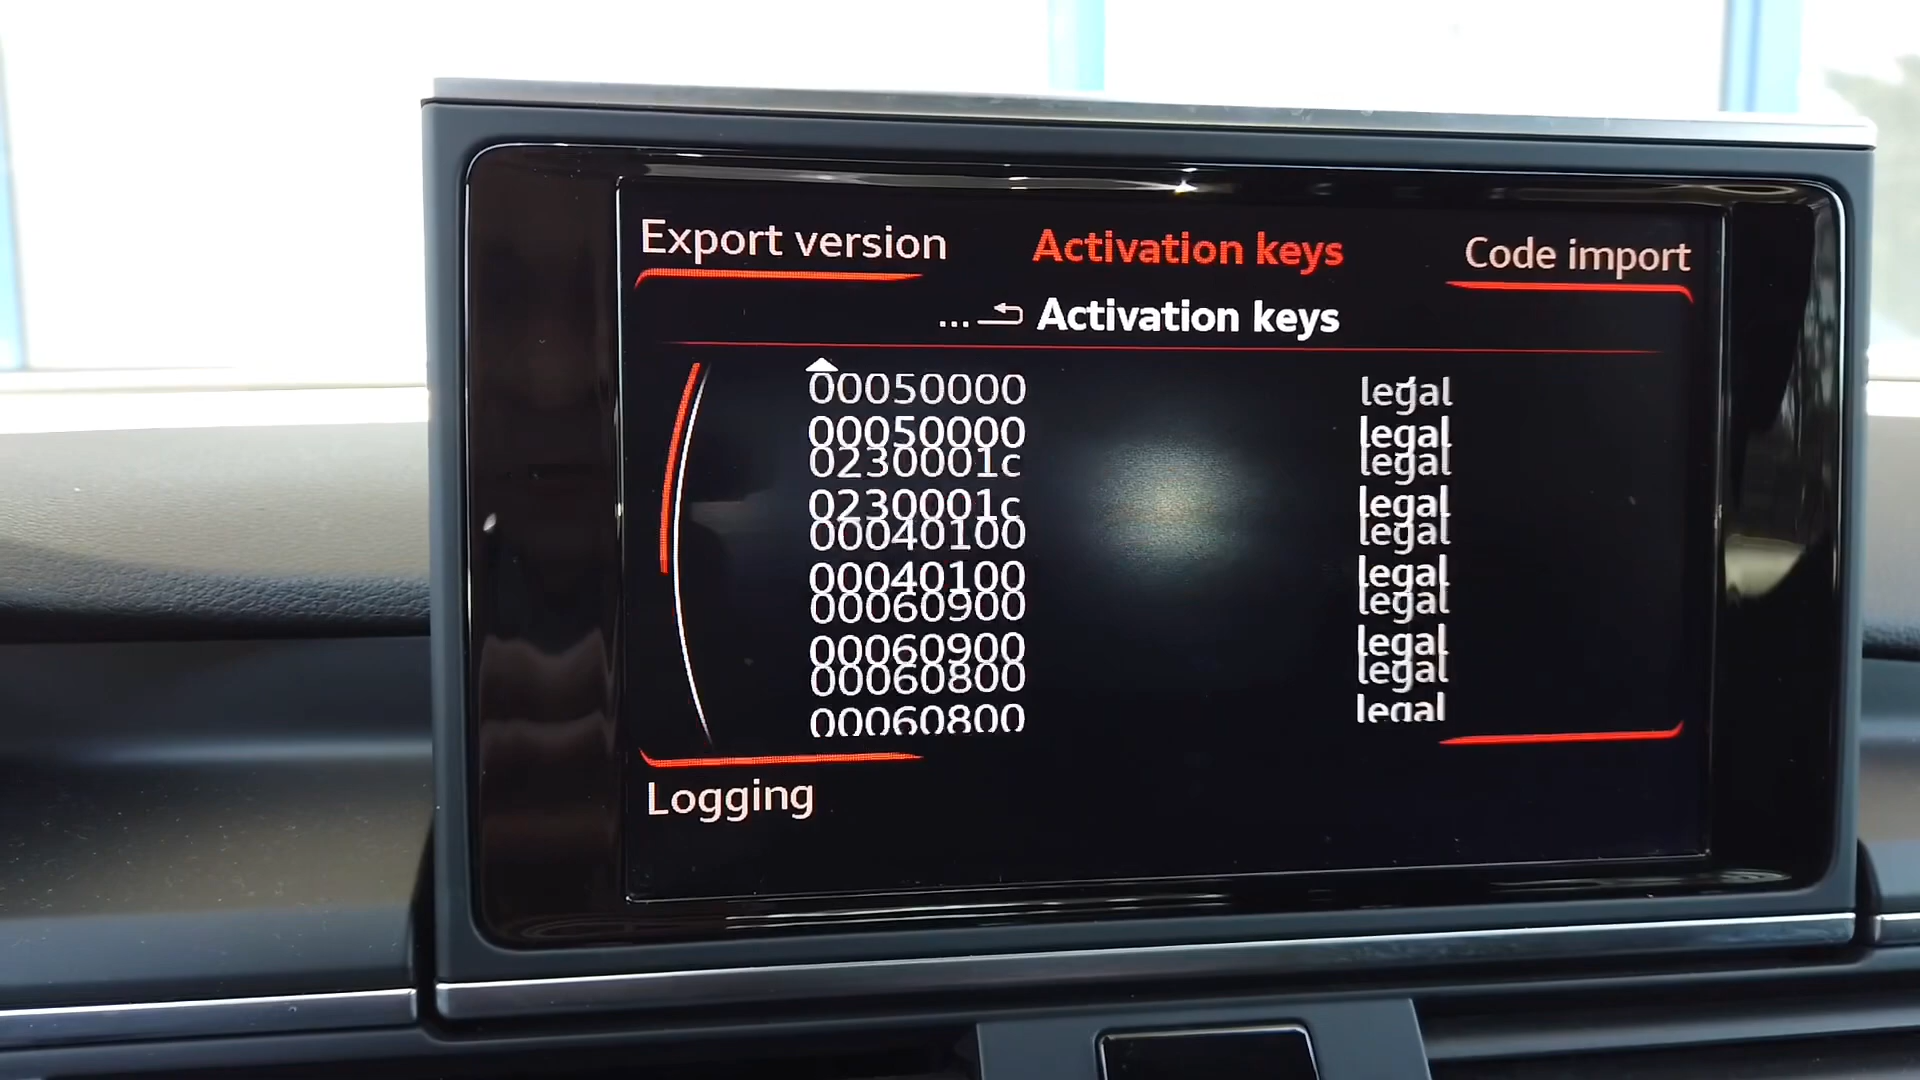 Export version Activation keys Code import
... Activation keys
00050000 legal
00050000 legal
0230001c legal
0230001c legal
00040100 legal
00040100 legal
00060900 legal
00060900 legal
00060800 legal
00060800 legal
Logging